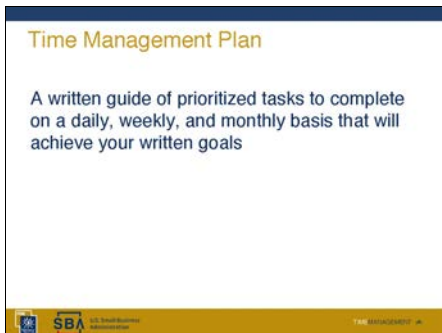 Time Management Plan
A written guide of prioritized tasks to complete
on a daily, weekly, and monthly basis that will
achieve your written goals
SBA
U.S. Small Business
Administration
TIME MANAGEMENT